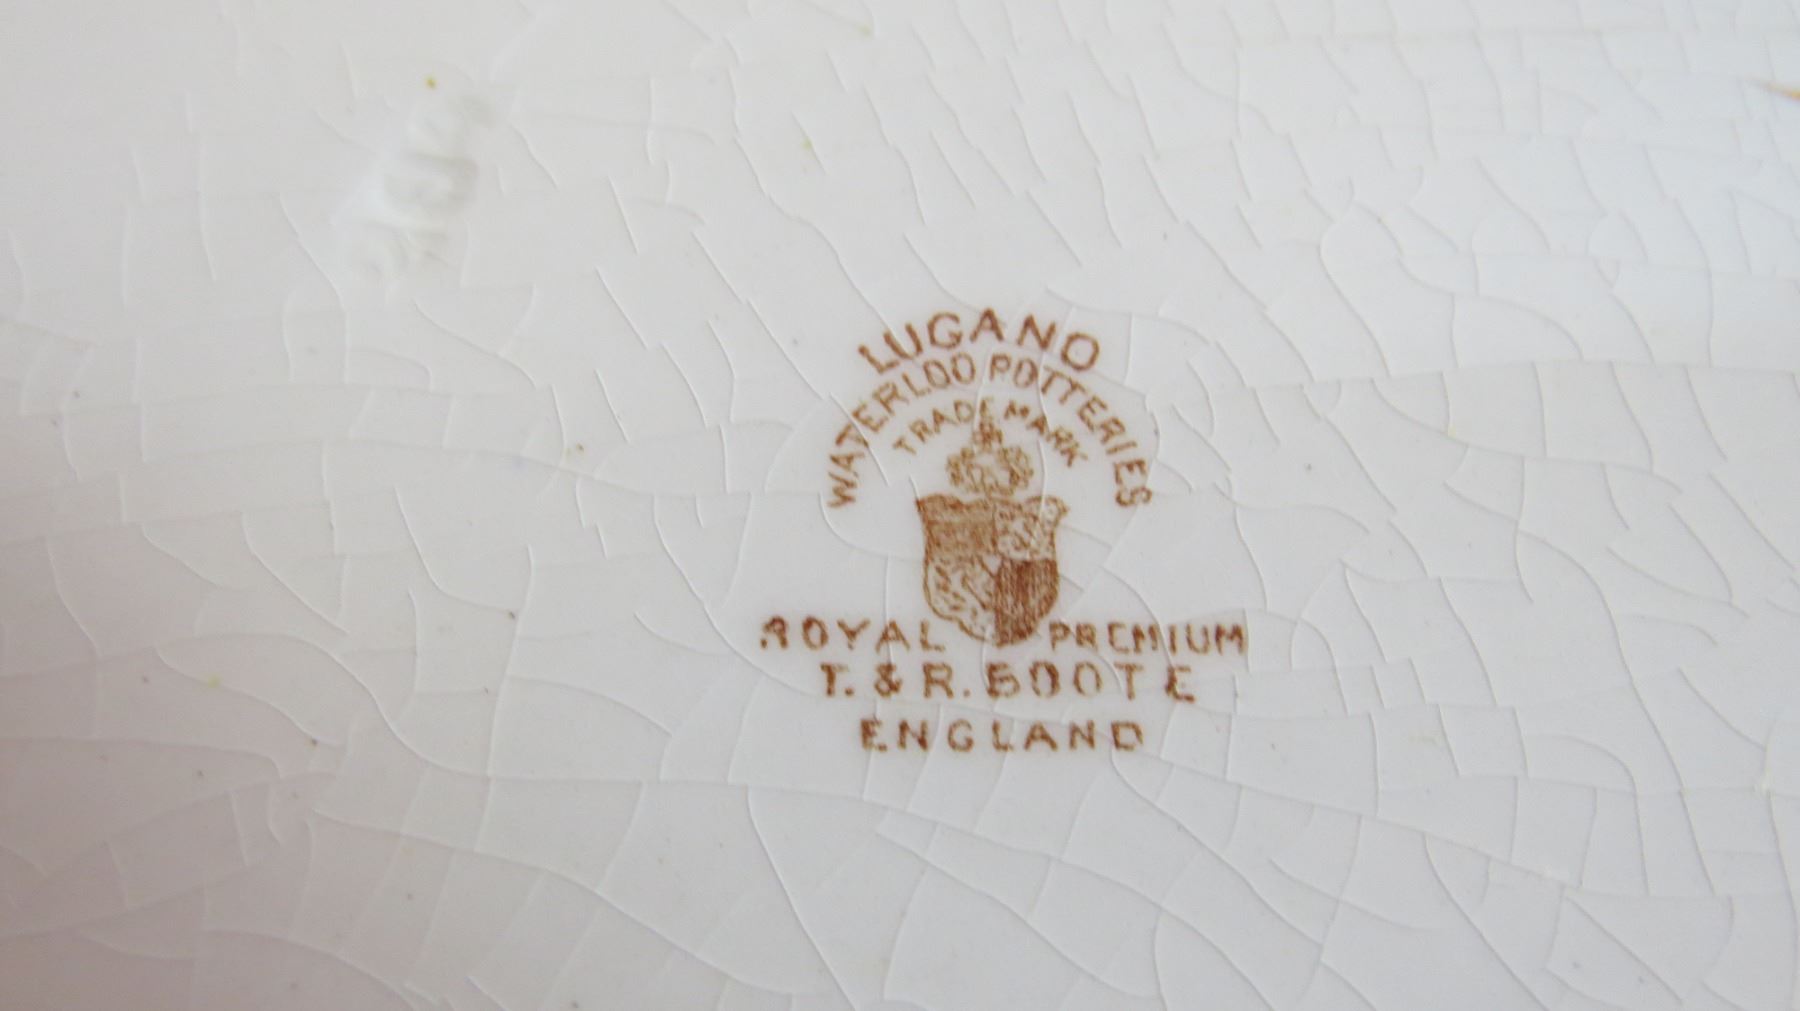 LUGANO
WATERLOO POTTERIES
TRADE MARK
ROYAL PREMIUM
T. & R. BOOTE
ENGLAND